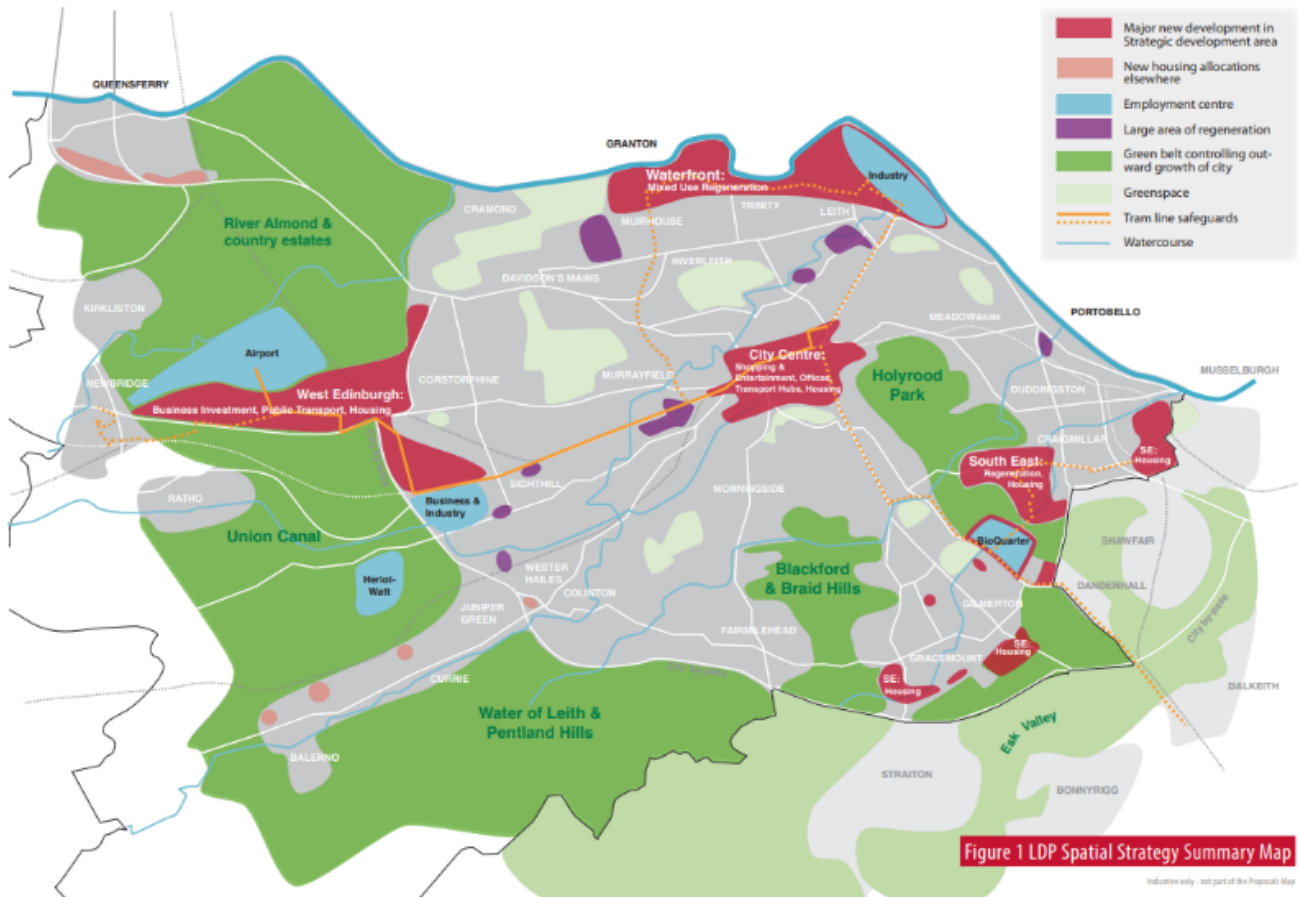 Major new development in
Strategic development area
New housing allocations
elsewhere
Employment centre
Large area of regeneration
Green belt controlling out-
ward growth of city
Greenspace
Tram line safeguards
Watercourse
QUEENSFERRY
GRANTON
Waterfront:
Mixed Use Regeneration
Industry
CRAMOND
MUIRHOUSE
TRINITY
LEITH
River Almond &
country estates
DAVIDSON'S MAINS
INVERLEITH
KIRKLISTON
MEADOWBANK
PORTOBELLO
Airport
City Centre:
Shopping &
Entertainment, Offices,
Transport Hubs, Housing
NEWBRIDGE
CORSTORPHINE
MURRAYFIELD
Holyrood
Park
DUDDINGSTON
MUSSELBURGH
West Edinburgh:
Business Investment, Public Transport, Housing
CRAIGMILLAR
SE:
Housing
South East:
Regeneration,
Housing
RATHO
SIGHTHILL
MORNINGSIDE
Business &
Industry
Union Canal
BioQuarter
SHAWFAIR
Heriot-
Watt
WESTER
HAILES
COLINTON
Blackford
& Braid Hills
DANDERHALL
JUNIPER
GREEN
GILMERTON
City by pass
FAIRMILEHEAD
SE:
Housing
GRACEMOUNT
CURRIE
SE:
Housing
DALKEITH
Water of Leith &
Pentland Hills
Esk Valley
BALERNO
STRAITON
BONNYRIGG
Figure 1 LDP Spatial Strategy Summary Map
Indicative only - not part of the Proposals Map